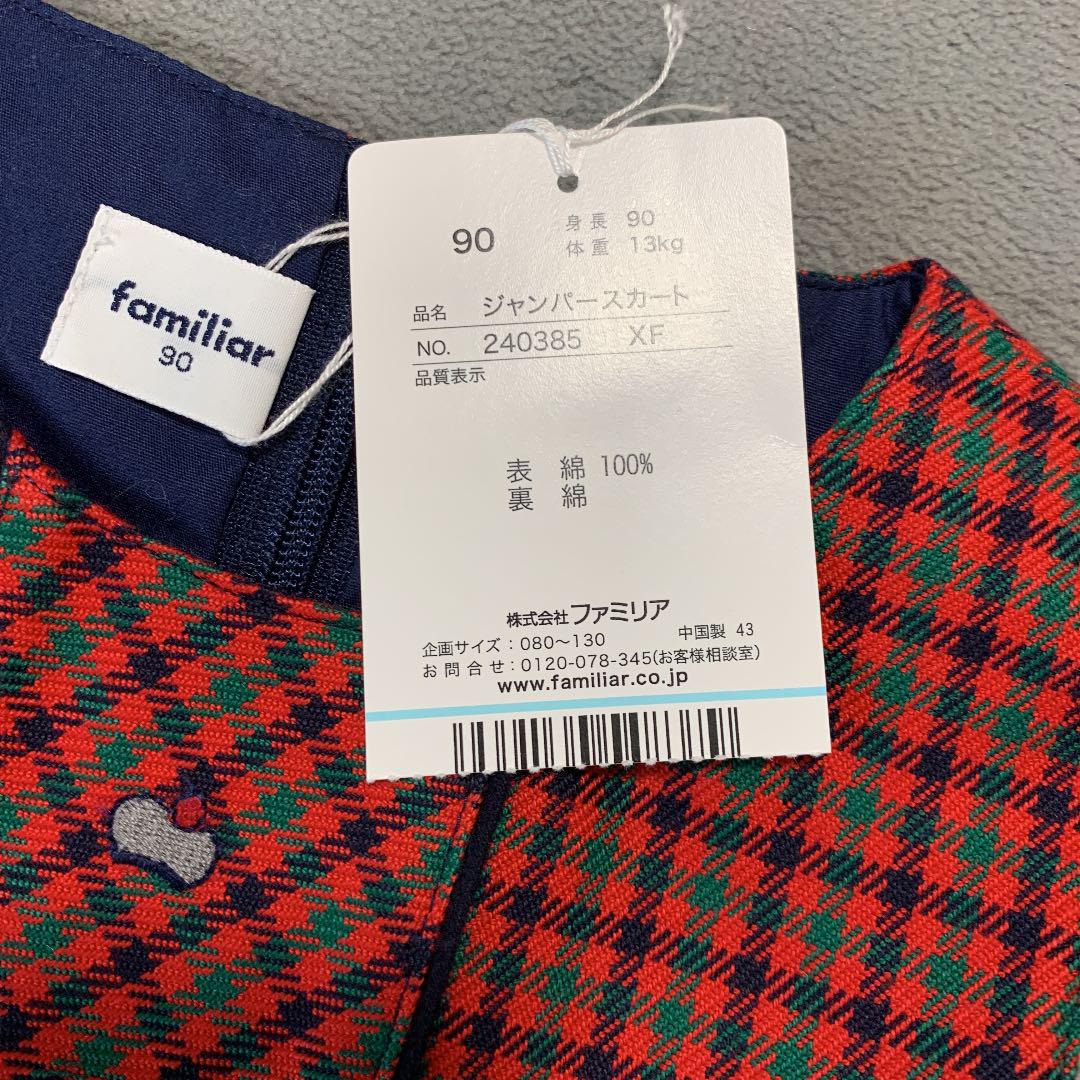 familiar
90
90
身長 90
体重 13kg
品名 ジャンパースカート
NO. 240385 XF
品質表示
表 綿 100%
裏 綿
株式会社ファミリア
企画サイズ：080〜130 中国製 43
お問合せ：0120-078-345(お客様相談室)
www.familiar.co.jp